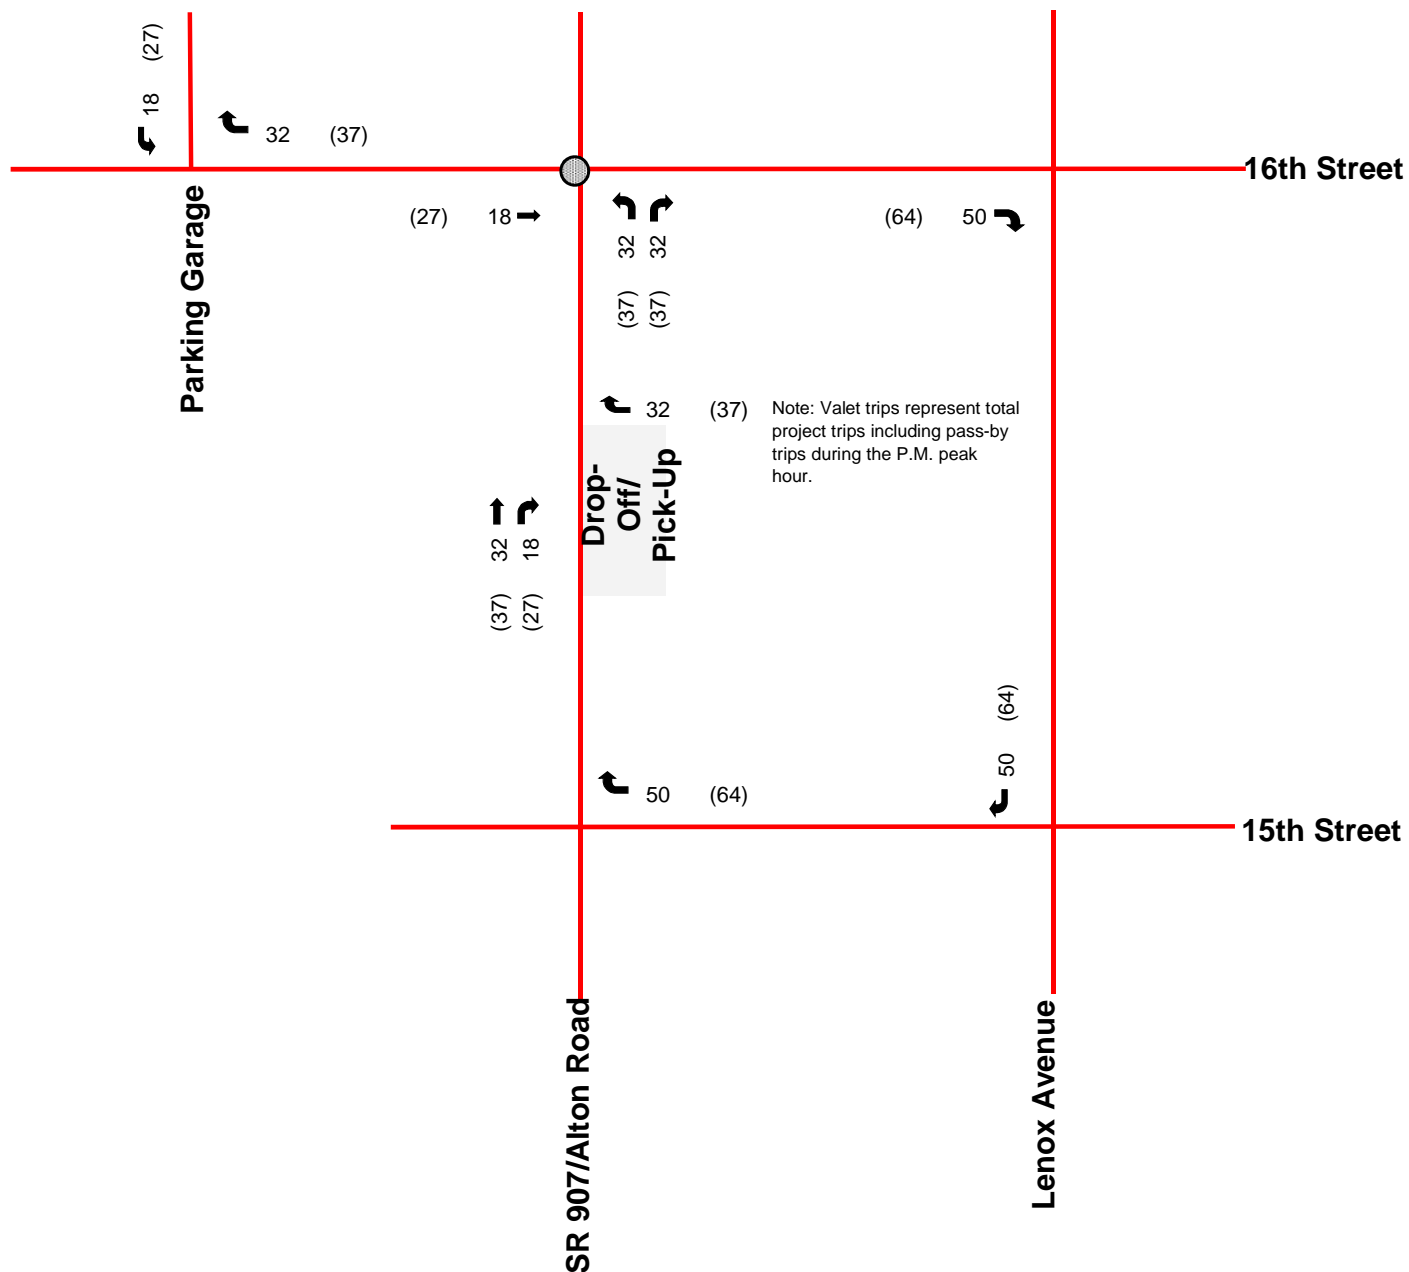 18 (27)
32 (37)
16th Street
Parking Garage
(27) 18
32 (37)
32 (37)
(64) 50
32 (37)
Note: Valet trips represent total
project trips including pass-by
trips during the P.M. peak
hour.
Drop-
Off/
Pick-Up
32 (37)
18 (27)
50 (64)
50 (64)
15th Street
SR 907/Alton Road
Lenox Avenue